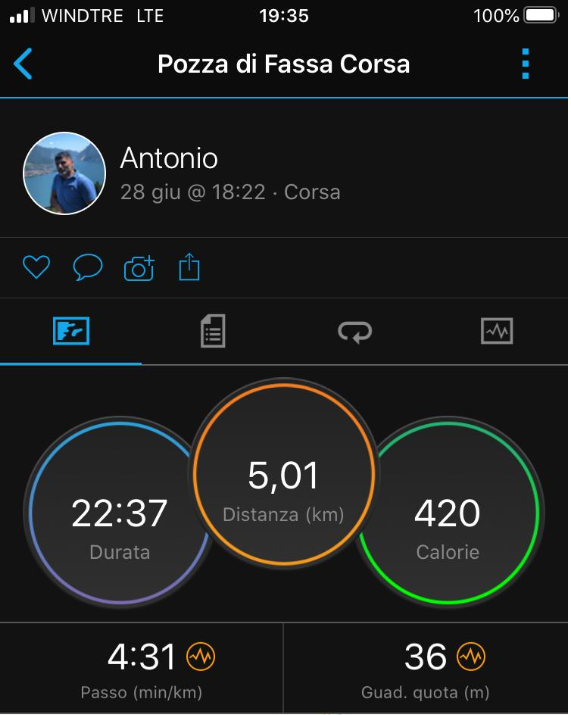 WINDTRE LTE 19:35 100%
Pozza di Fassa Corsa
Antonio
28 giu @ 18:22 · Corsa
5,01
Distanza (km)
22:37
Durata
420
Calorie
4:31
Passo (min/km)
36
Guad. quota (m)